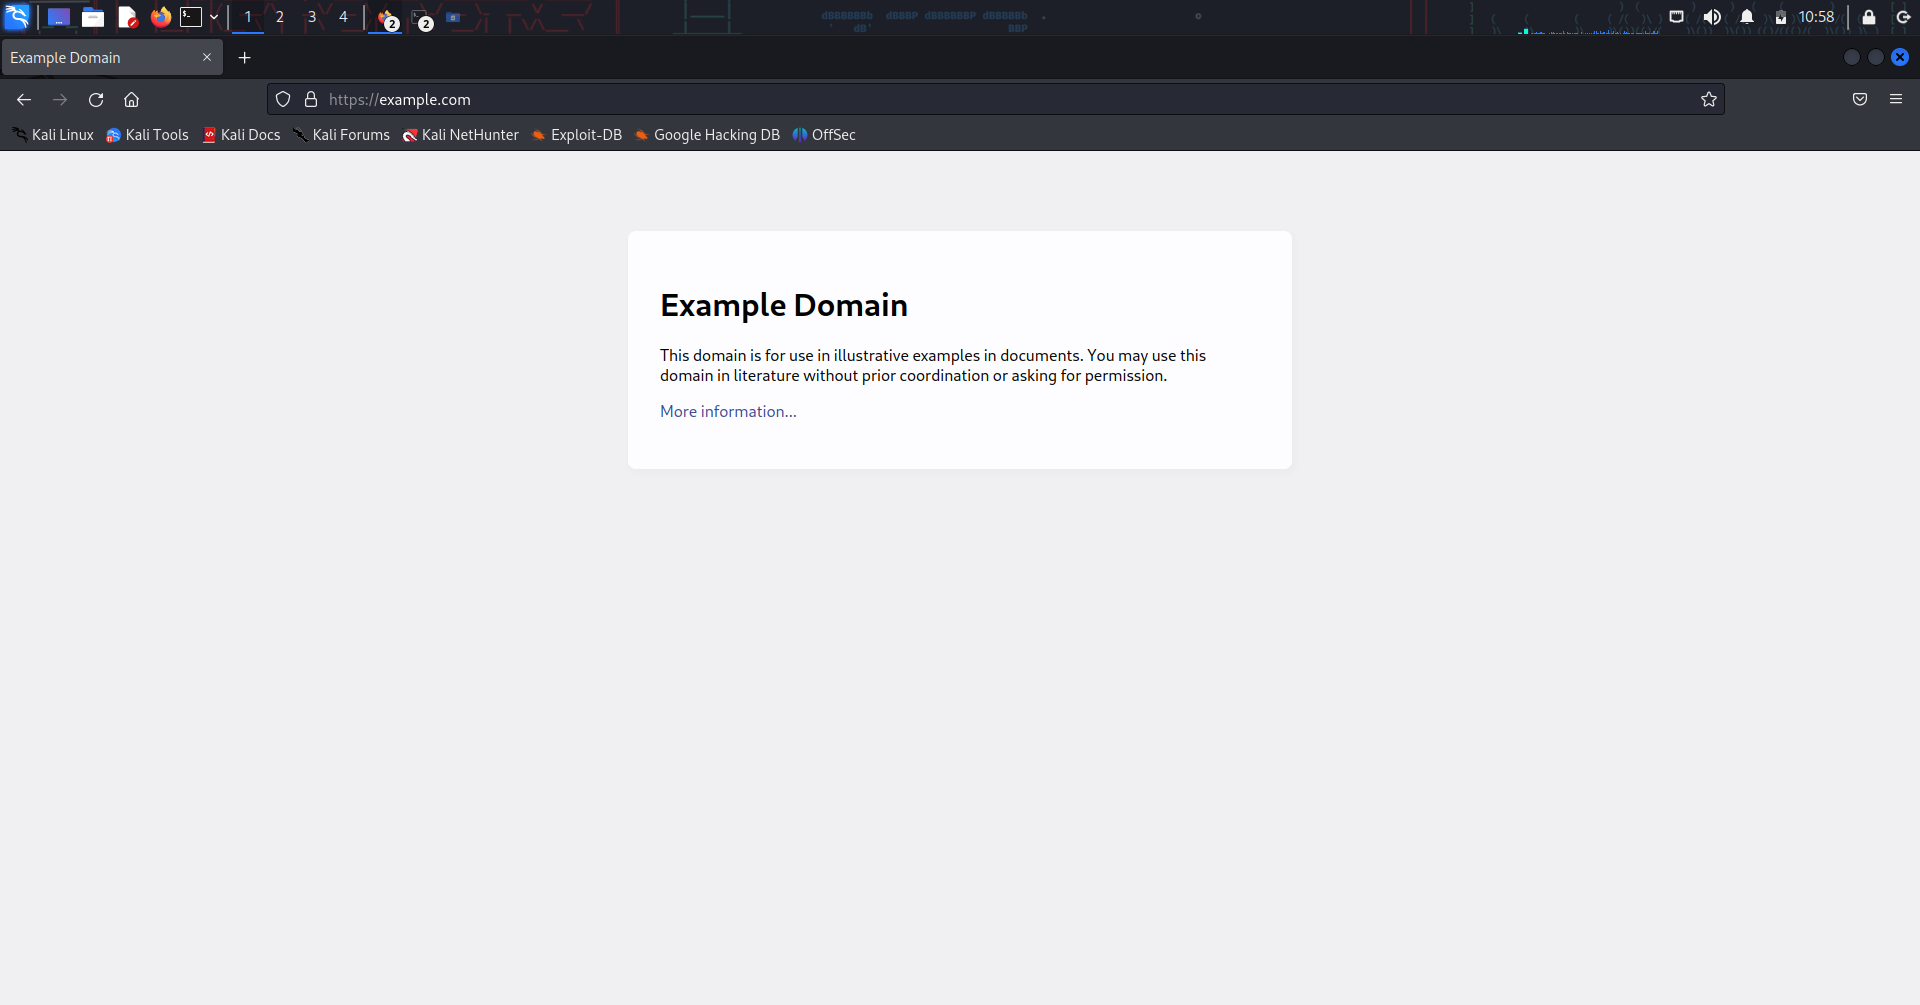 1 2 3 4 2 2 10:58
Example Domain
https://example.com
Kali Linux Kali Tools Kali Docs Kali Forums Kali NetHunter Exploit-DB Google Hacking DB OffSec
Example Domain
This domain is for use in illustrative examples in documents. You may use this
domain in literature without prior coordination or asking for permission.
More information...